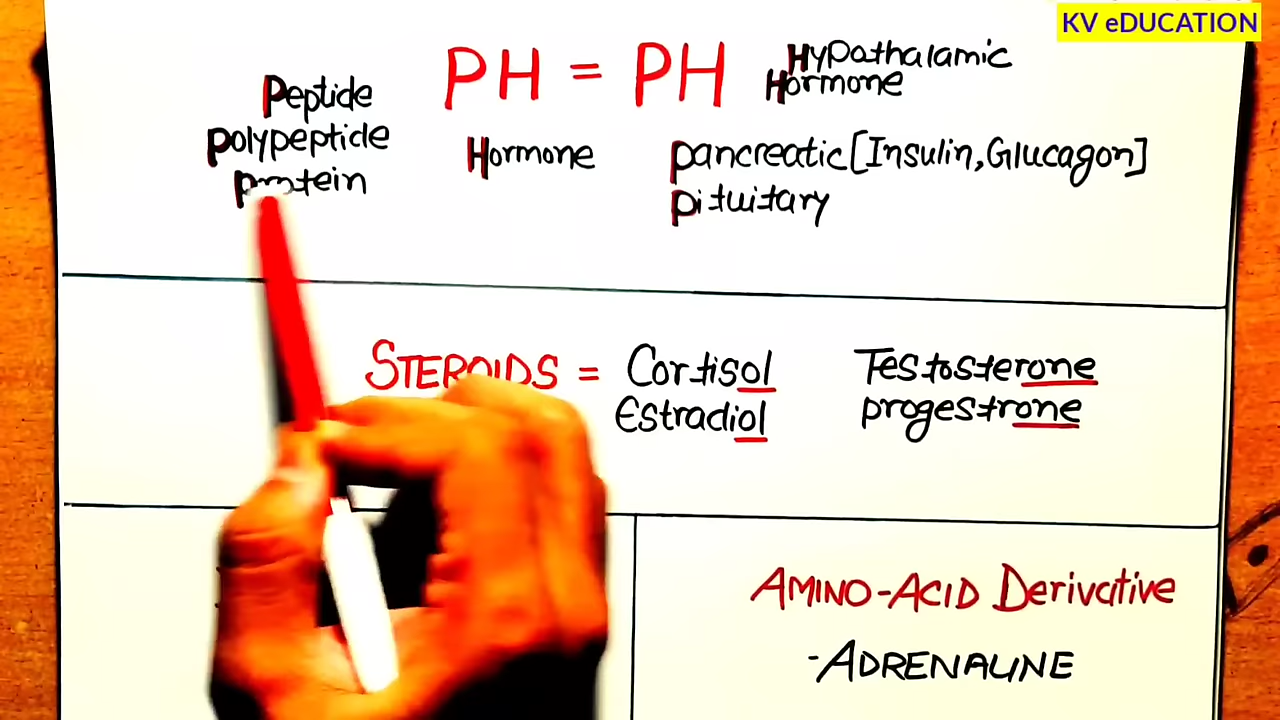 KV eDUCATION
PH = PH
Hypothalamic
Hormone
Peptide
Polypeptide
protein
Hormone
pancreatic [Insulin, Glucagon]
pituitary
STEROIDS = Cortisol Testosterone
Estradiol progestrone
AMINO-ACID Derivative
-ADRENALINE